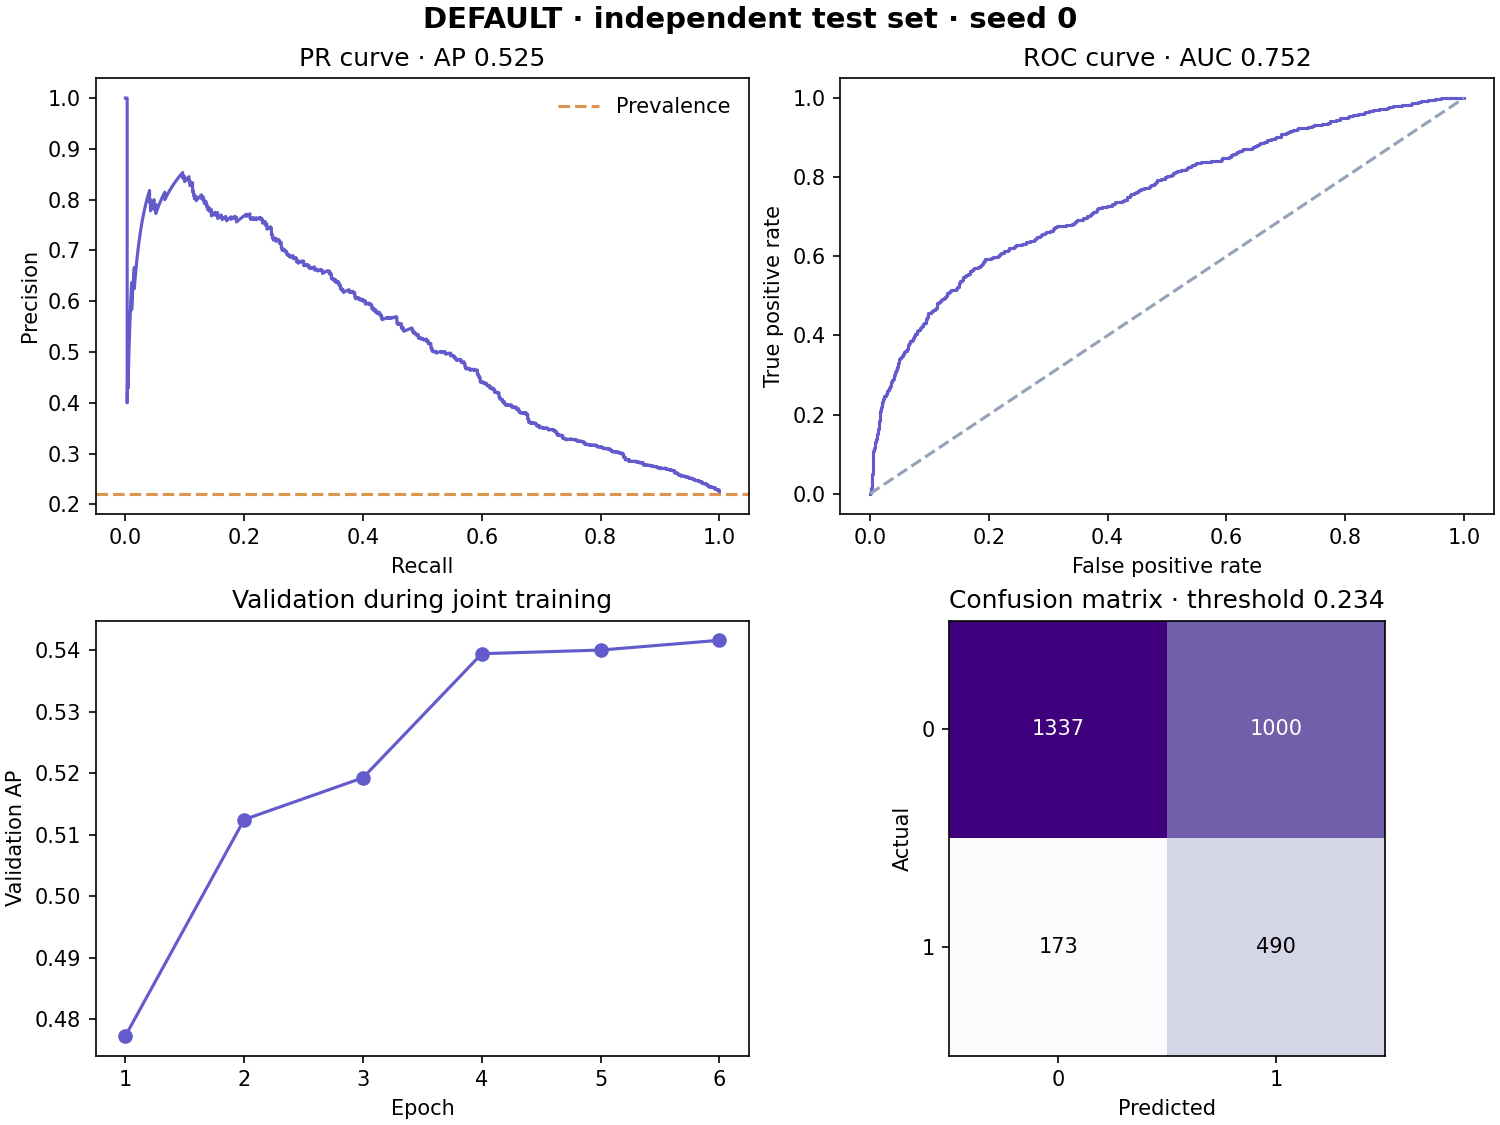 DEFAULT · independent test set · seed 0
PR curve · AP 0.525
Precision
1.0
0.9
0.8
0.7
0.6
0.5
0.4
0.3
0.2
Prevalence
0.0 0.2 0.4 0.6 0.8 1.0
Recall
ROC curve · AUC 0.752
True positive rate
1.0
0.8
0.6
0.4
0.2
0.0
0.0 0.2 0.4 0.6 0.8 1.0
False positive rate
Validation during joint training
Validation AP
0.54
0.53
0.52
0.51
0.50
0.49
0.48
1 2 3 4 5 6
Epoch
Confusion matrix · threshold 0.234
Actual
0 1337 1000
1 173 490
0 1
Predicted